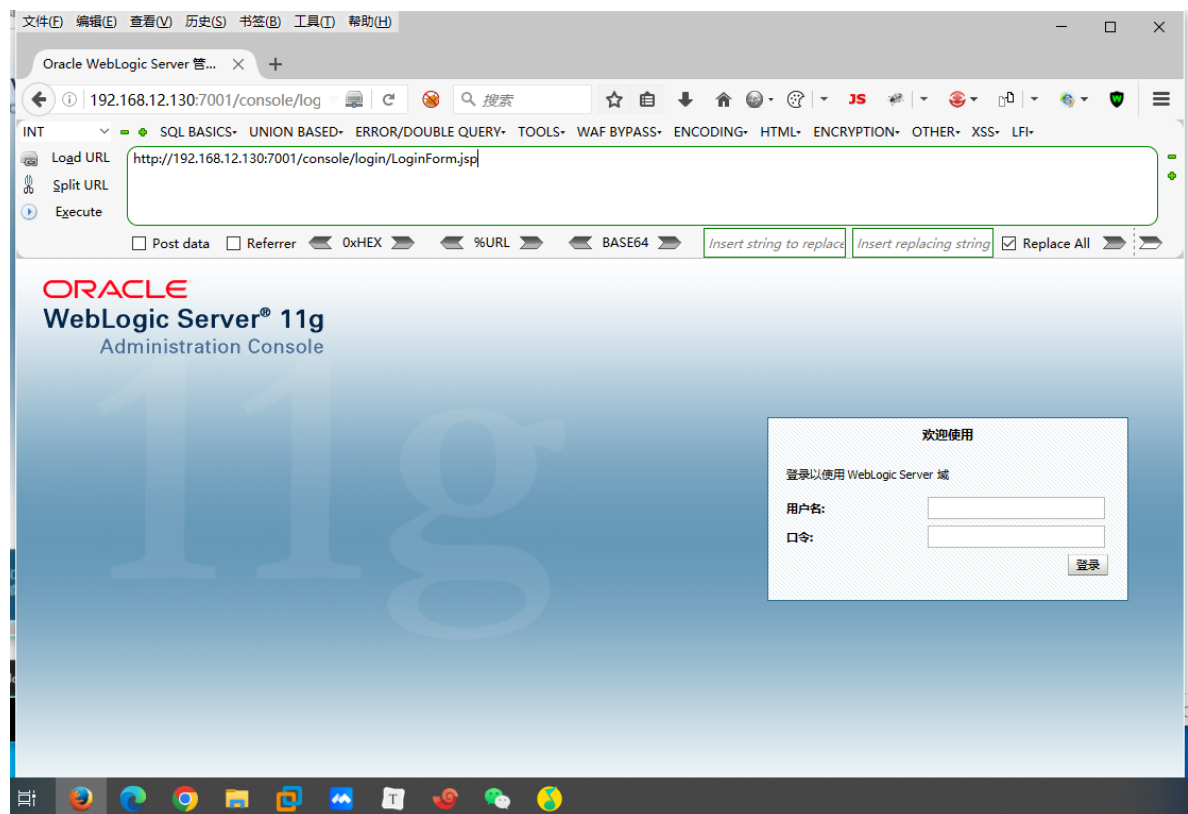 文件(F) 编辑(E) 查看(V) 历史(S) 书签(B) 工具(T) 帮助(H)
Oracle WebLogic Server 管...
192.168.12.130:7001/console/log
搜索
JS
INT
SQL BASICS
UNION BASED
ERROR/DOUBLE QUERY
TOOLS
WAF BYPASS
ENCODING
HTML
ENCRYPTION
OTHER
XSS
LFI
Load URL
http://192.168.12.130:7001/console/login/LoginForm.jsp
Split URL
Execute
Post data
Referrer
0xHEX
%URL
BASE64
Insert string to replace
Insert replacing string
Replace All
ORACLE
WebLogic Server® 11g
Administration Console
11g
欢迎使用
登录以使用 WebLogic Server 域
用户名:
口令:
登录